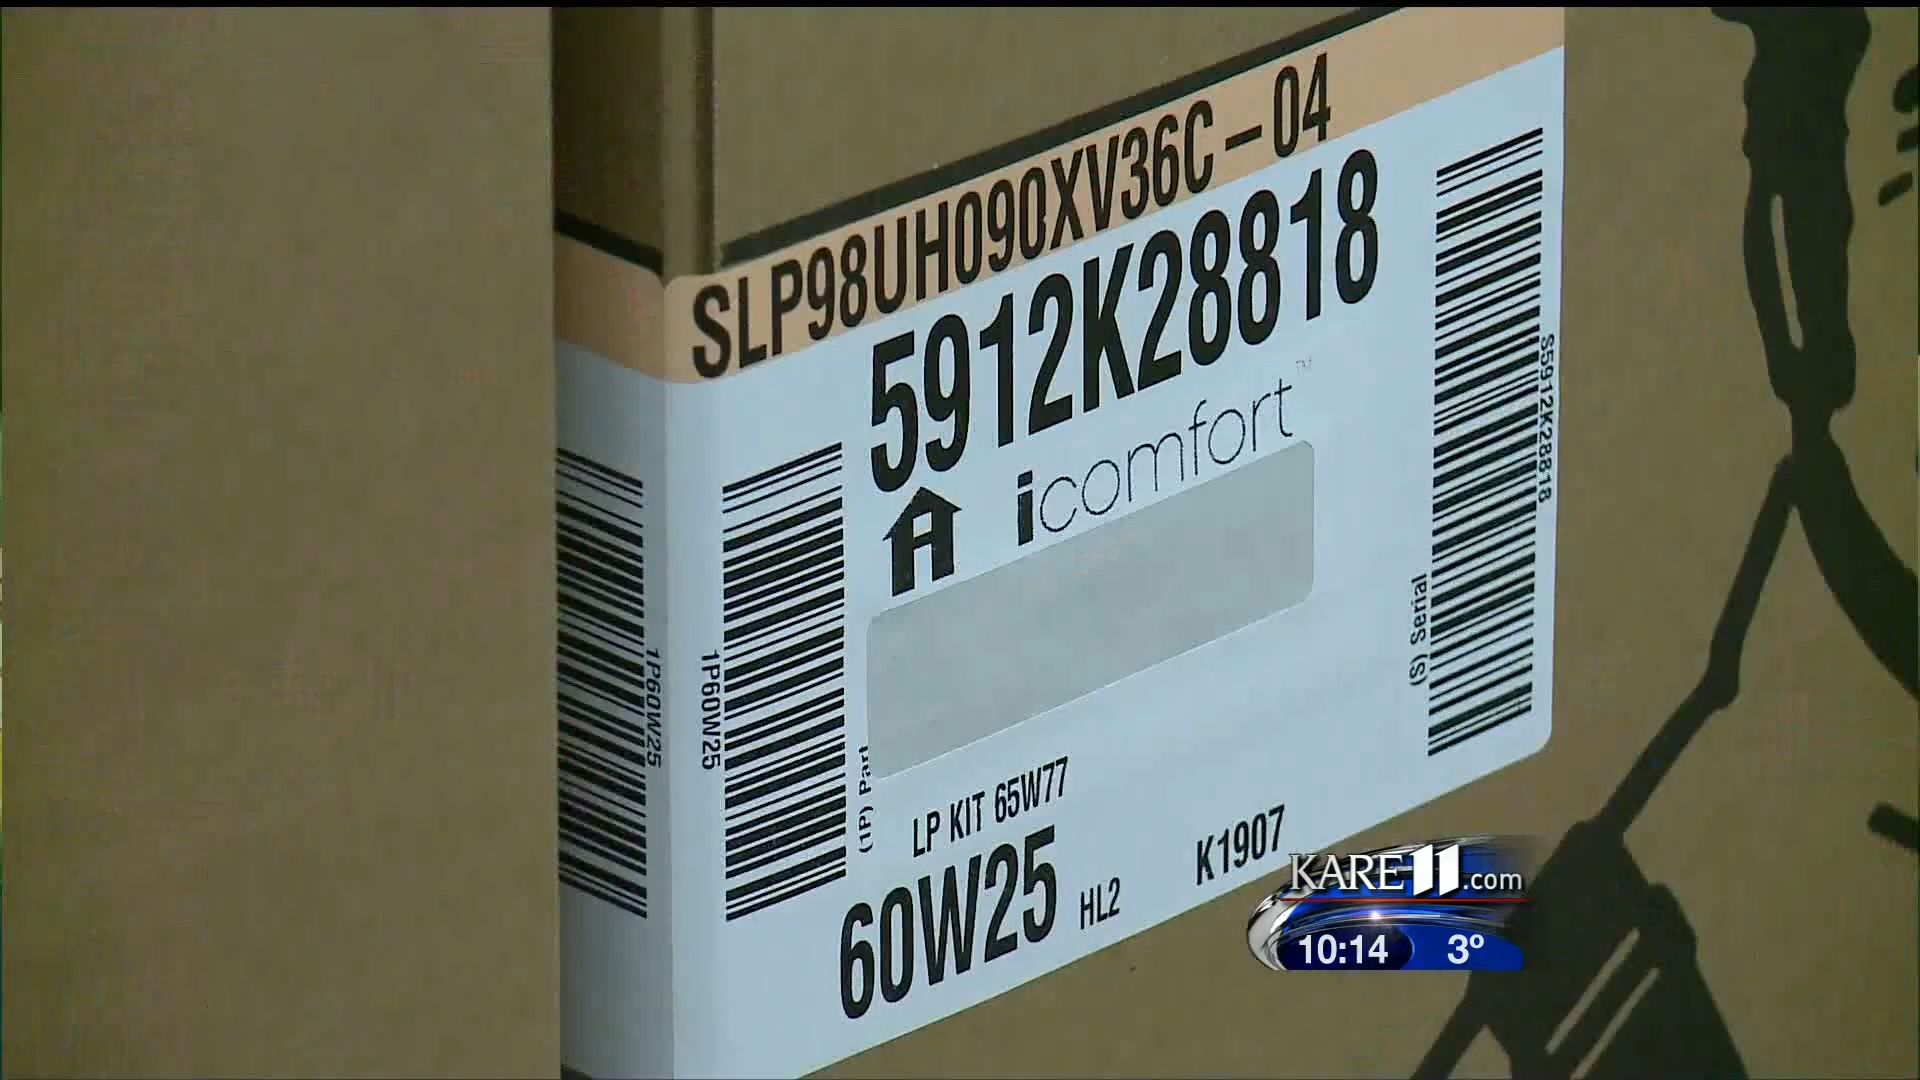 SLP98UH090XV36C-04
5912K28818
icomfort™
1P60W25
1P60W25
(1P) Part
(S) Serial
S5912K28818
LP KIT 65W77
60W25 HL2
K1907
KARE11.com
10:14 3°